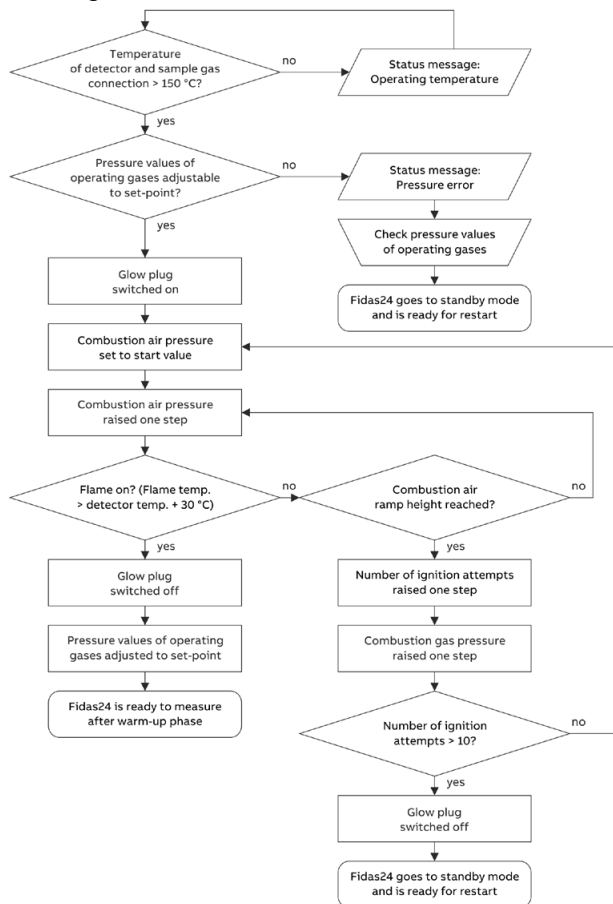 Temperature
of detector and sample gas
connection > 150 °C?
no
Status message:
Operating temperature
yes
Pressure values of
operating gases adjustable
to set-point?
no
Status message:
Pressure error
yes
Check pressure values
of operating gases
Glow plug
switched on
Fidas24 goes to standby mode
and is ready for restart
Combustion air pressure
set to start value
Combustion air pressure
raised one step
Flame on? (Flame temp.
> detector temp. + 30 °C)
no
Combustion air
ramp height reached?
no
yes
yes
Glow plug
switched off
Number of ignition attempts
raised one step
Pressure values of operating
gases adjusted to set-point
Combustion gas pressure
raised one step
Fidas24 is ready to measure
after warm-up phase
Number of ignition
attempts > 10?
no
yes
Glow plug
switched off
Fidas24 goes to standby mode
and is ready for restart